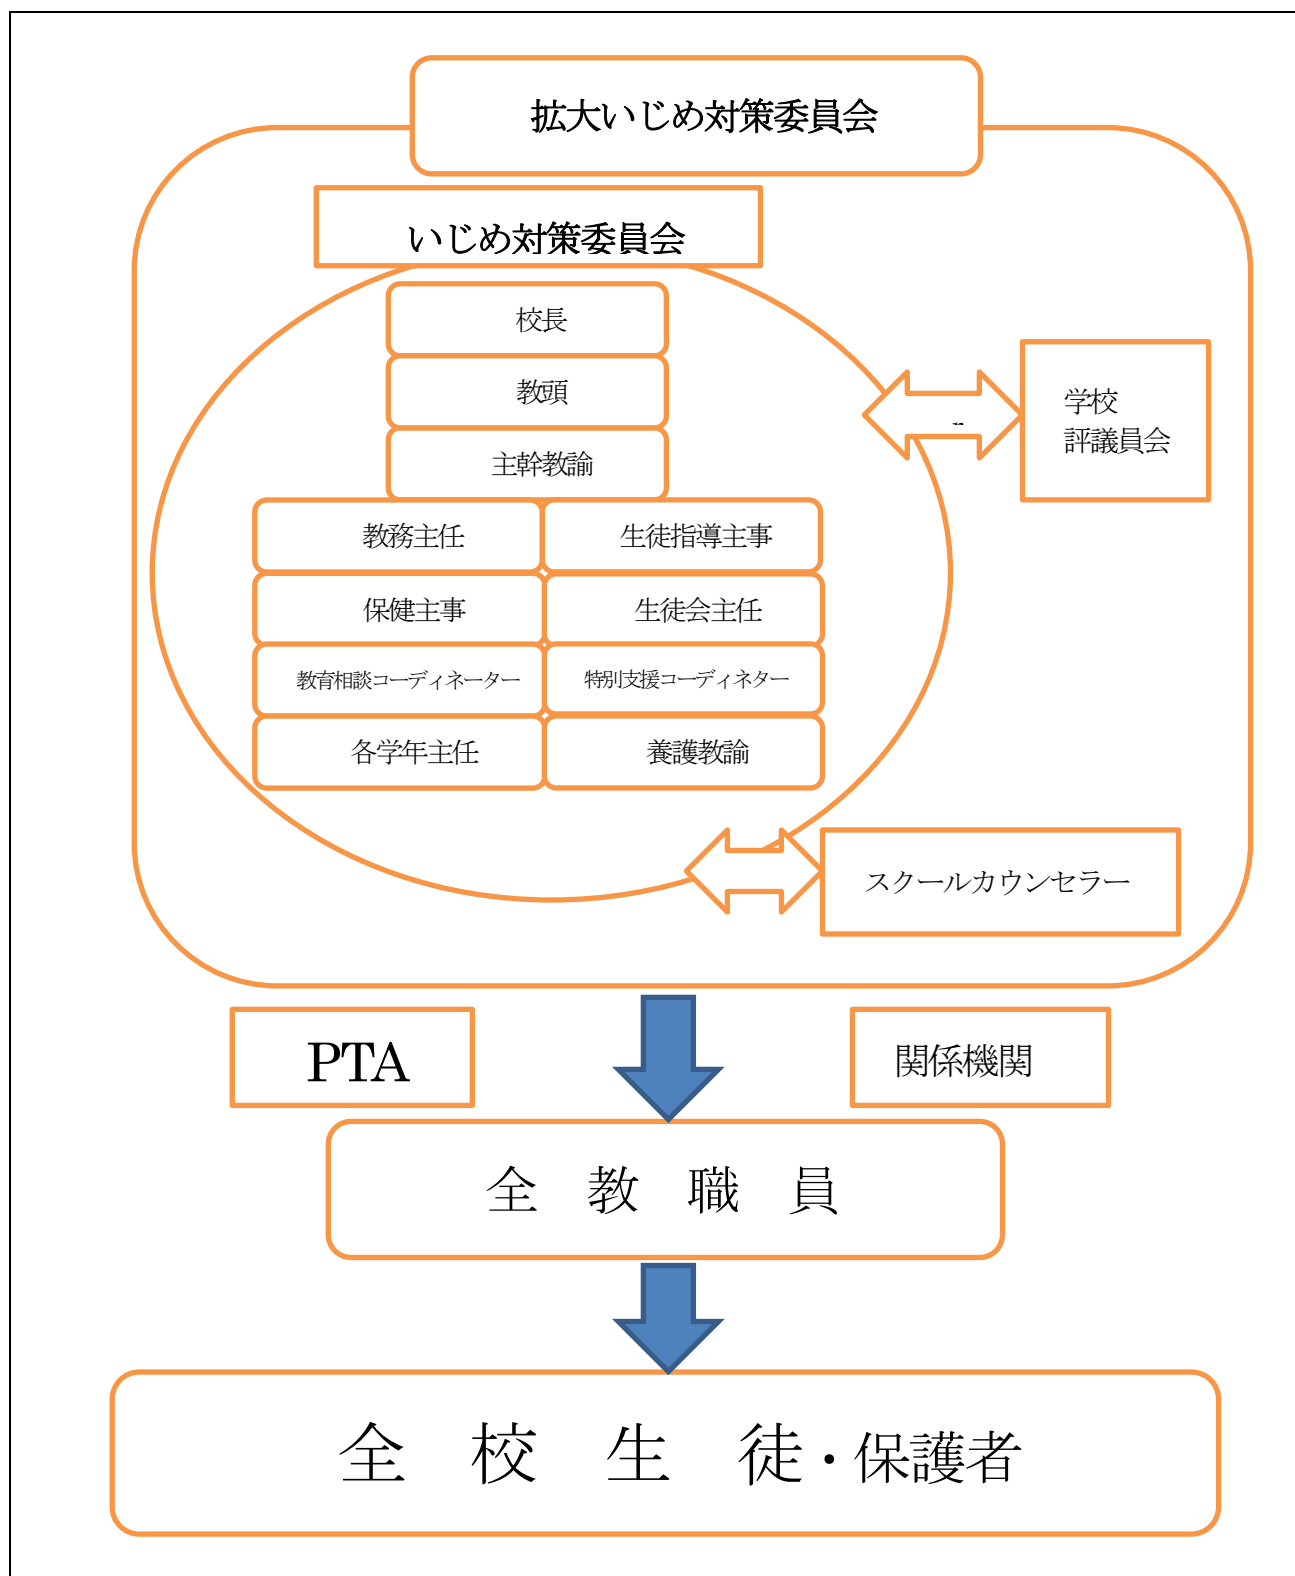 拡大いじめ対策委員会
いじめ対策委員会
校長
教頭
主幹教諭
教務主任
生徒指導主事
保健主事
生徒会主任
教育相談コーディネーター
特別支援コーディネター
各学年主任
養護教諭
学校
評議員会
スクールカウンセラー
PTA
関係機関
全 教 職 員
全 校 生 徒・保護者